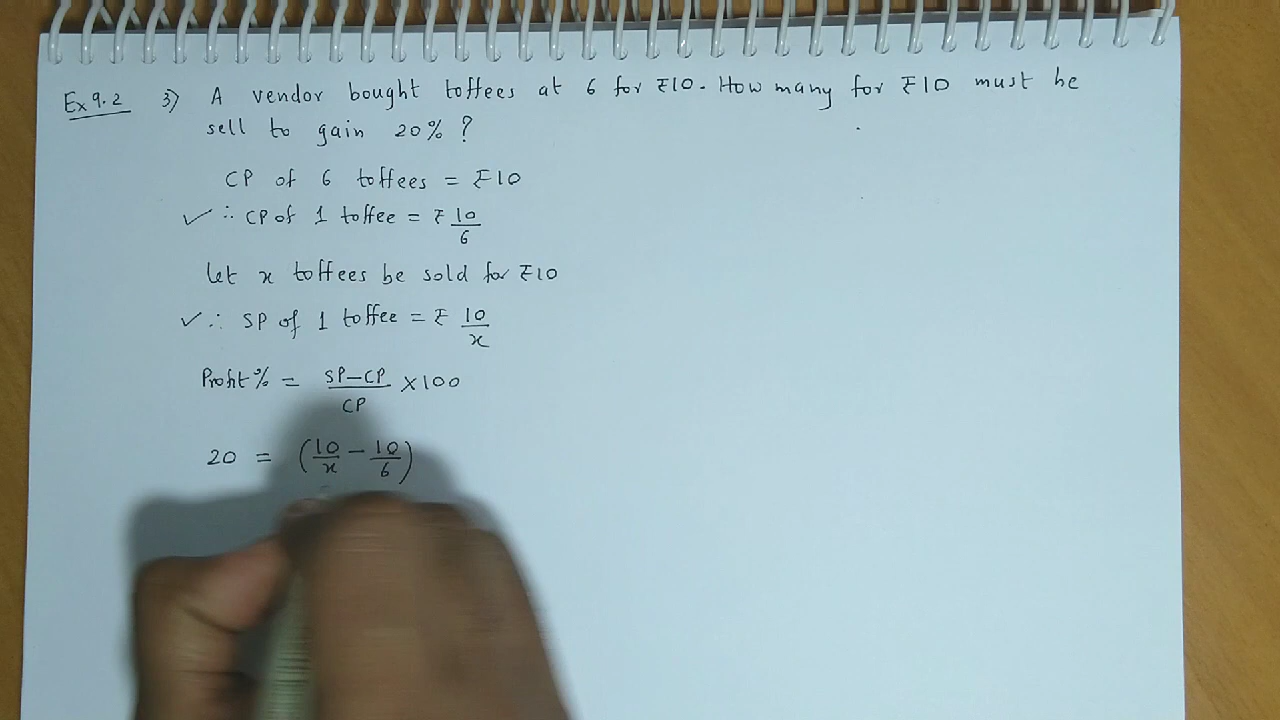 Ex 9.2 3) A vendor bought toffees at 6 for ₹10. How many for ₹10 must he
sell to gain 20% ?
CP of 6 toffees = ₹10
✓ ∴ CP of 1 toffee = ₹ 10/6
let x toffees be sold for ₹10
✓ ∴ SP of 1 toffee = ₹ 10/x
Profit % = SP-CP/CP ×100
20 = (10/x - 10/6)